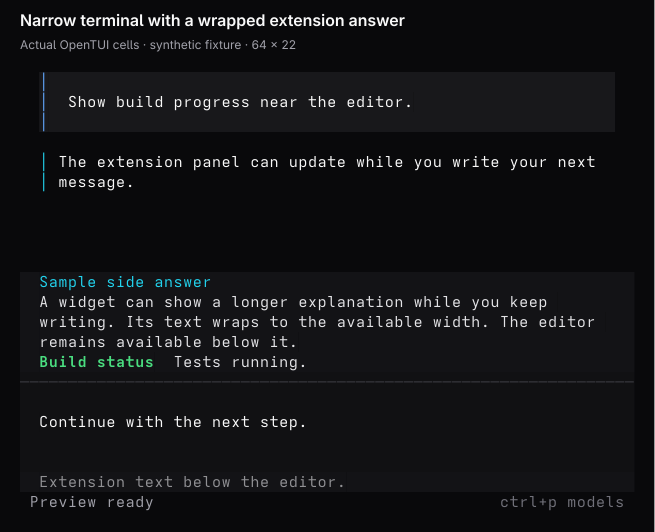 Narrow terminal with a wrapped extension answer
Actual OpenTUI cells · synthetic fixture · 64 × 22
Show build progress near the editor.
The extension panel can update while you write your next
message.
Sample side answer
A widget can show a longer explanation while you keep
writing. Its text wraps to the available width. The editor
remains available below it.
Build status  Tests running.
Continue with the next step.
Extension text below the editor.
Preview ready ctrl+p models